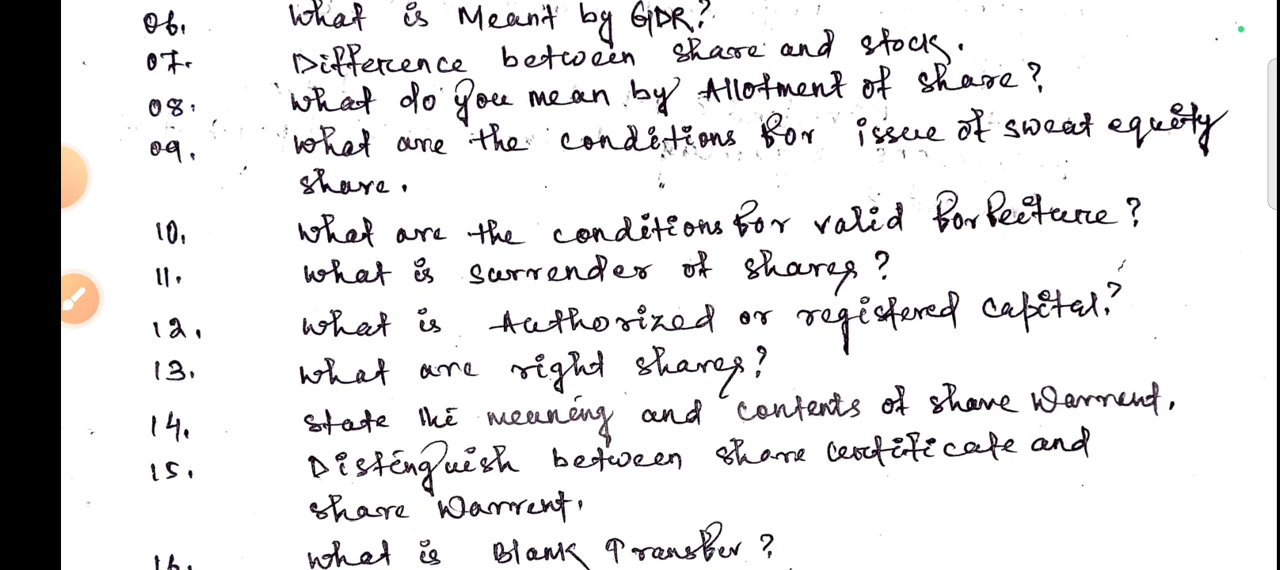 06. What is Meant by GDR?
07. Difference between share and stock.
08. What do you mean by Allotment of share?
09. What are the conditions for issue of sweat equity
share.
10. What are the conditions for valid forfeiture?
11. What is surrender of shares?
12. What is Authorized or registered capital?
13. What are right shares?
14. State the meaning and contents of share Warrent.
15. Distinguish between share certificate and
share Warrent.
16. What is Blank Transfer?